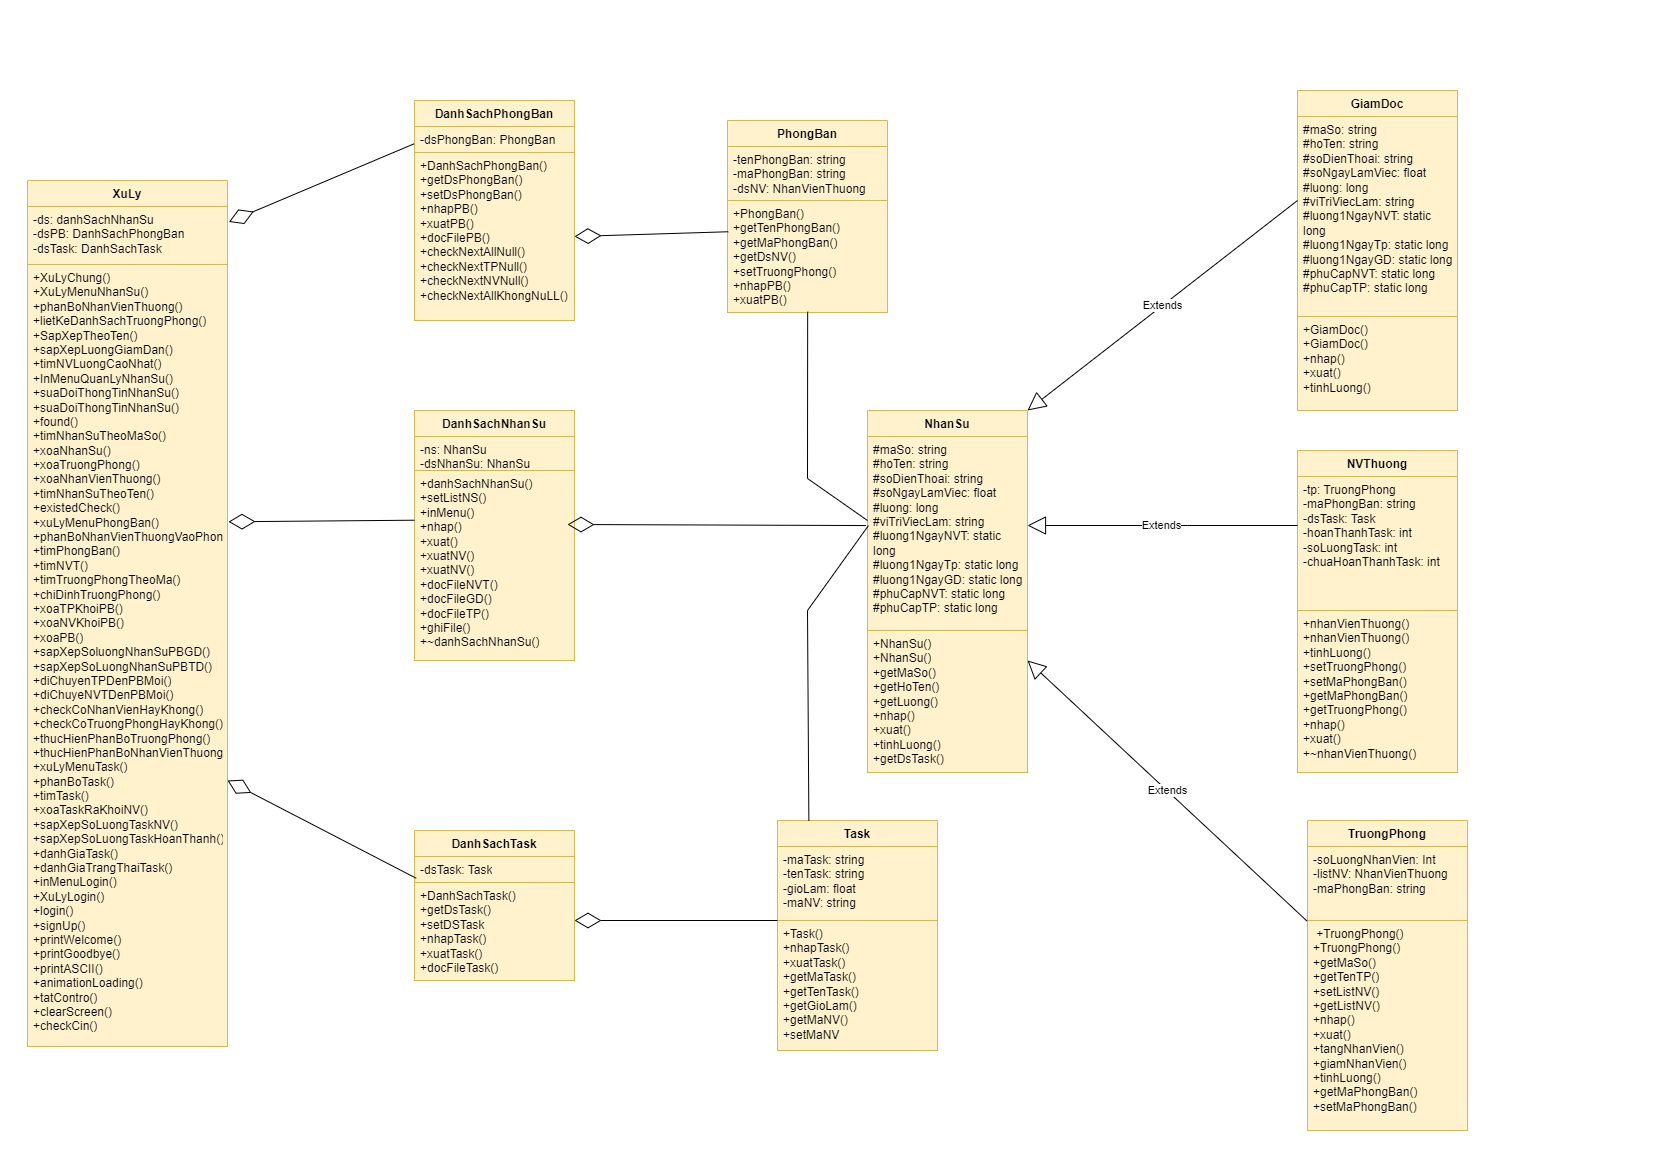 XuLy
-ds: danhSachNhanSu
-dsPB: DanhSachPhongBan
-dsTask: DanhSachTask
+XuLyChung()
+XuLyMenuNhanSu()
+phanBoNhanVienThuong()
+lietKeDanhSachTruongPhong()
+SapXepTheoTen()
+sapXepLuongGiamDan()
+timNVLuongCaoNhat()
+InMenuQuanLyNhanSu()
+suaDoiThongTinNhanSu()
+suaDoiThongTinNhanSu()
+found()
+timNhanSuTheoMaSo()
+xoaNhanSu()
+xoaTruongPhong()
+xoaNhanVienThuong()
+timNhanSuTheoTen()
+existedCheck()
+xuLyMenuPhongBan()
+phanBoNhanVienThuongVaoPhon
+timPhongBan()
+timNVT()
+timTruongPhongTheoMa()
+chiDinhTruongPhong()
+xoaTPKhoiPB()
+xoaNVKhoiPB()
+xoaPB()
+sapXepSoluongNhanSuPBGD()
+sapXepSoLuongNhanSuPBTD()
+diChuyenTPDenPBMoi()
+diChuyeNVTDenPBMoi()
+checkCoNhanVienHayKhong()
+checkCoTruongPhongHayKhong()
+thucHienPhanBoTruongPhong()
+thucHienPhanBoNhanVienThuong
+xuLyMenuTask()
+phanBoTask()
+timTask()
+xoaTaskRaKhoiNV()
+sapXepSoLuongTaskNV()
+sapXepSoLuongTaskHoanThanh()
+danhGiaTask()
+danhGiaTrangThaiTask()
+inMenuLogin()
+XuLyLogin()
+login()
+signUp()
+printWelcome()
+printGoodbye()
+printASCII()
+animationLoading()
+tatContro()
+clearScreen()
+checkCin()
DanhSachPhongBan
-dsPhongBan: PhongBan
+DanhSachPhongBan()
+getDsPhongBan()
+setDsPhongBan()
+nhapPB()
+xuatPB()
+docFilePB()
+checkNextAllNull()
+checkNextTPNull()
+checkNextNVNull()
+checkNextAllKhongNuLL()
DanhSachNhanSu
-ns: NhanSu
-dsNhanSu: NhanSu
+danhSachNhanSu()
+setListNS()
+inMenu()
+nhap()
+xuat()
+xuatNV()
+xuatNV()
+docFileNVT()
+docFileGD()
+docFileTP()
+ghiFile()
+~danhSachNhanSu()
DanhSachTask
-dsTask: Task
+DanhSachTask()
+getDsTask()
+setDSTask
+nhapTask()
+xuatTask()
+docFileTask()
PhongBan
-tenPhongBan: string
-maPhongBan: string
-dsNV: NhanVienThuong
+PhongBan()
+getTenPhongBan()
+getMaPhongBan()
+getDsNV()
+setTruongPhong()
+nhapPB()
+xuatPB()
NhanSu
#maSo: string
#hoTen: string
#soDienThoai: string
#soNgayLamViec: float
#luong: long
#viTriViecLam: string
#luong1NgayNVT: static
long
#luong1NgayTp: static long
#luong1NgayGD: static long
#phuCapNVT: static long
#phuCapTP: static long
+NhanSu()
+NhanSu()
+getMaSo()
+getHoTen()
+getLuong()
+nhap()
+xuat()
+tinhLuong()
+getDsTask()
Task
-maTask: string
-tenTask: string
-gioLam: float
-maNV: string
+Task()
+nhapTask()
+xuatTask()
+getMaTask()
+getTenTask()
+getGioLam()
+getMaNV()
+setMaNV
Extends
Extends
Extends
GiamDoc
#maSo: string
#hoTen: string
#soDienThoai: string
#soNgayLamViec: float
#luong: long
#viTriViecLam: string
#luong1NgayNVT: static
long
#luong1NgayTp: static long
#luong1NgayGD: static long
#phuCapNVT: static long
#phuCapTP: static long
+GiamDoc()
+GiamDoc()
+nhap()
+xuat()
+tinhLuong()
NVThuong
-tp: TruongPhong
-maPhongBan: string
-dsTask: Task
-hoanThanhTask: int
-soLuongTask: int
-chuaHoanThanhTask: int
+nhanVienThuong()
+nhanVienThuong()
+tinhLuong()
+setTruongPhong()
+setMaPhongBan()
+getMaPhongBan()
+getTruongPhong()
+nhap()
+xuat()
+~nhanVienThuong()
TruongPhong
-soLuongNhanVien: Int
-listNV: NhanVienThuong
-maPhongBan: string
+TruongPhong()
+TruongPhong()
+getMaSo()
+getTenTP()
+setListNV()
+getListNV()
+nhap()
+xuat()
+tangNhanVien()
+giamNhanVien()
+tinhLuong()
+getMaPhongBan()
+setMaPhongBan()